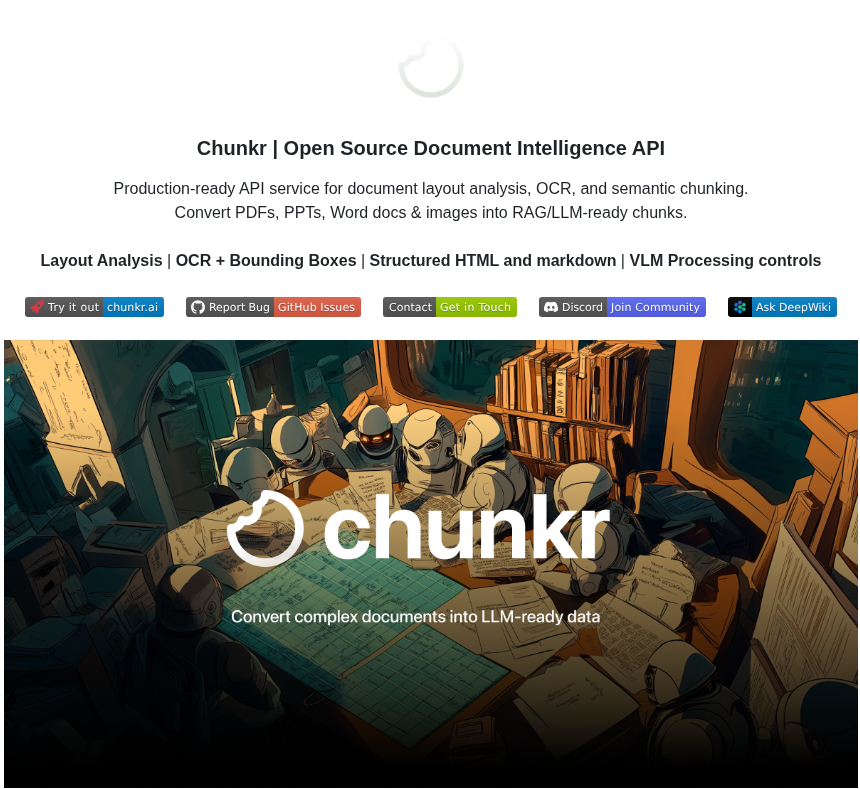 Chunkr | Open Source Document Intelligence API
Production-ready API service for document layout analysis, OCR, and semantic chunking.
Convert PDFs, PPTs, Word docs & images into RAG/LLM-ready chunks.
Layout Analysis | OCR + Bounding Boxes | Structured HTML and markdown | VLM Processing controls
Try it out chunkr.ai Report Bug GitHub Issues Contact Get in Touch Discord Join Community Ask DeepWiki
chunkr
Convert complex documents into LLM-ready data